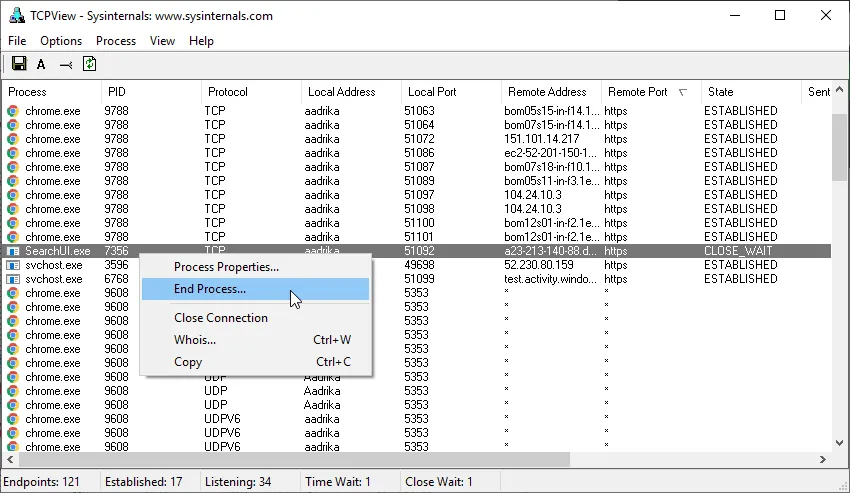 TCPView - Sysinternals: www.sysinternals.com
File Options Process View Help
A
Process PID Protocol Local Address Local Port Remote Address Remote Port State Sent
chrome.exe 9788 TCP aadrika 51063 bom05s15-in-f14.1... https ESTABLISHED
chrome.exe 9788 TCP aadrika 51064 bom07s15-in-f14.1... https ESTABLISHED
chrome.exe 9788 TCP aadrika 51072 151.101.14.217 https ESTABLISHED
chrome.exe 9788 TCP aadrika 51086 ec2-52-201-150-1... https ESTABLISHED
chrome.exe 9788 TCP aadrika 51087 bom07s18-in-f10.1... https ESTABLISHED
chrome.exe 9788 TCP aadrika 51089 bom05s11-in-f3.1e... https ESTABLISHED
chrome.exe 9788 TCP aadrika 51097 104.24.10.3 https ESTABLISHED
chrome.exe 9788 TCP aadrika 51098 104.24.10.3 https ESTABLISHED
chrome.exe 9788 TCP aadrika 51100 bom12s01-in-f2.1e... https ESTABLISHED
chrome.exe 9788 TCP aadrika 51101 bom12s01-in-f2.1e... https ESTABLISHED
SearchUI.exe 7356 TCP aadrika 51092 a23-213-140-88.d... https CLOSE_WAIT
svchost.exe 3596 49698 52.230.80.159 https ESTABLISHED
svchost.exe 6768 51099 test.activity.windo... https ESTABLISHED
chrome.exe 9608 5353 * *
chrome.exe 9608 5353 * *
chrome.exe 9608 5353 * *
chrome.exe 9608 5353 * *
chrome.exe 9608 5353 * *
chrome.exe 9608 5353 * *
chrome.exe 9608 UDP Aadrika 5353 * *
chrome.exe 9608 UDP Aadrika 5353 * *
chrome.exe 9608 UDP Aadrika 5353 * *
chrome.exe 9608 UDPV6 aadrika 5353 * *
chrome.exe 9608 UDPV6 aadrika 5353 * *
chrome.exe 9608 UDPV6 aadrika 5353 * *
Process Properties...
End Process...
Close Connection
Whois... Ctrl+W
Copy Ctrl+C
Endpoints: 121 Established: 17 Listening: 34 Time Wait: 1 Close Wait: 1